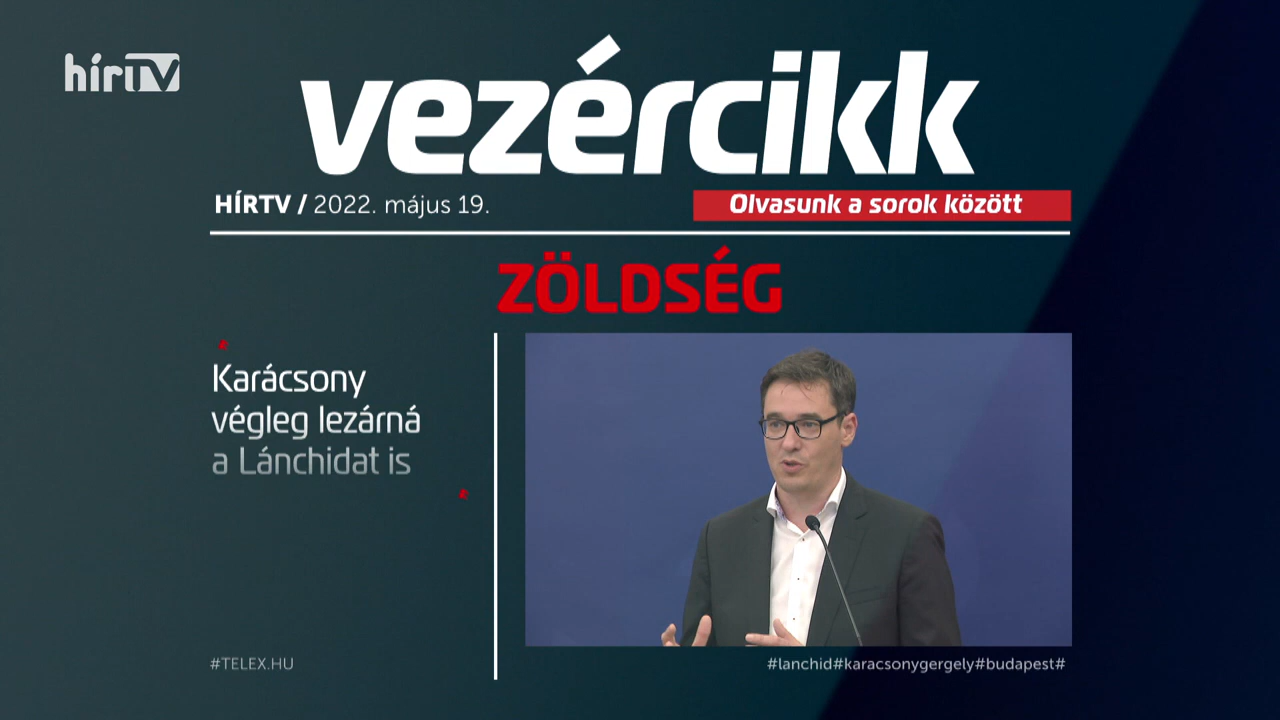 hírTV
vezércikk
HÍRTV / 2022. május 19.
Olvasunk a sorok között
ZÖLDSÉG
Karácsony
végleg lezárná
a Lánchidat is
#TELEX.HU
#lanchid#karacsonygergely#budapest#